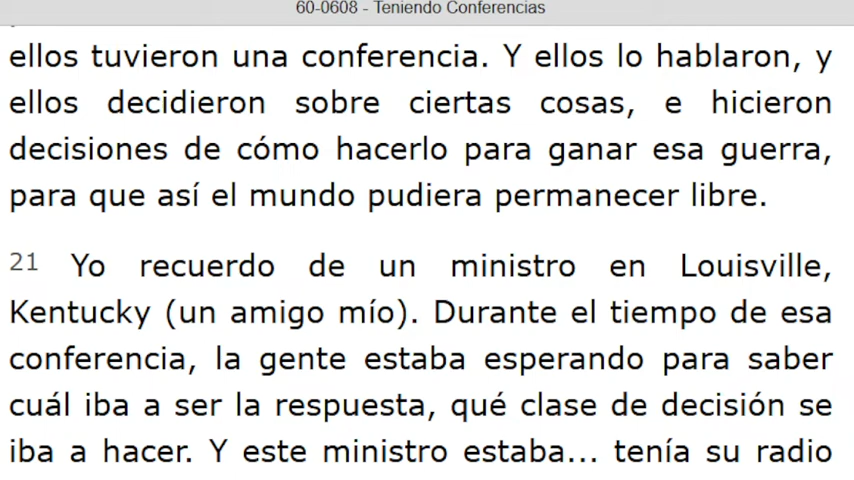 60-0608 - Teniendo Conferencias
ellos tuvieron una conferencia. Y ellos lo hablaron, y
ellos decidieron sobre ciertas cosas, e hicieron
decisiones de cómo hacerlo para ganar esa guerra,
para que así el mundo pudiera permanecer libre.
21 Yo recuerdo de un ministro en Louisville,
Kentucky (un amigo mío). Durante el tiempo de esa
conferencia, la gente estaba esperando para saber
cuál iba a ser la respuesta, qué clase de decisión se
iba a hacer. Y este ministro estaba... tenía su radio